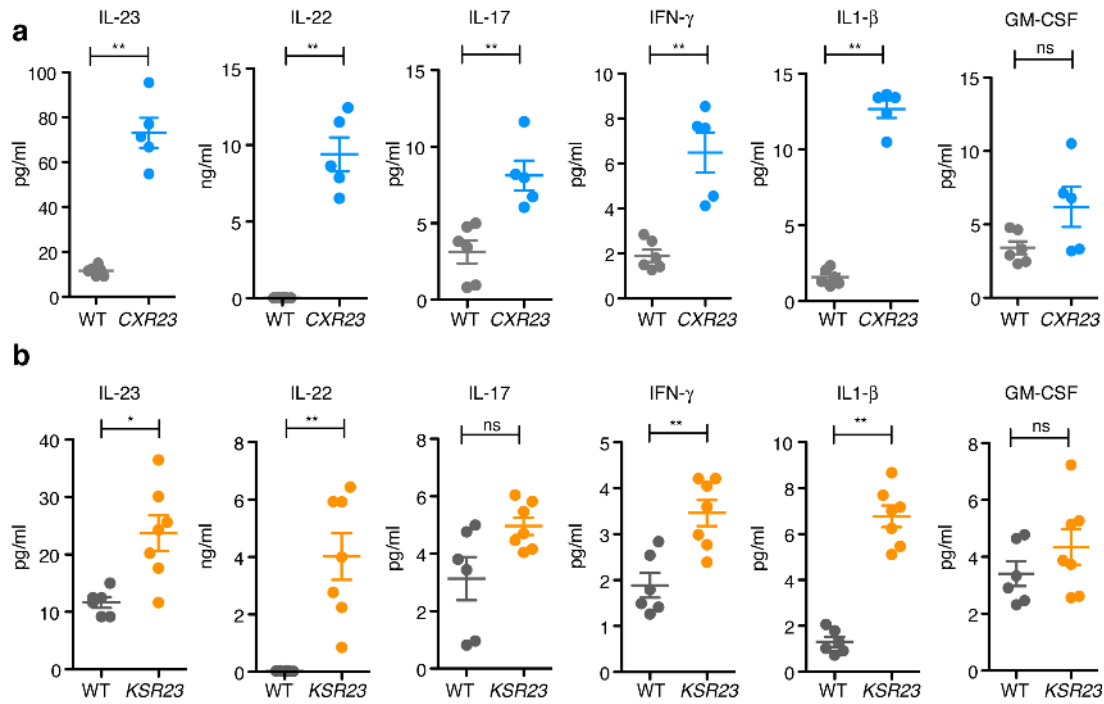 a
IL-23 IL-22 IL-17 IFN-γ IL1-β GM-CSF
** ** ** ** ** ns
100 15 15 10 15 15
80 8
60 10 10 6 10 10
40 4
20 5 5 2 5 5
0 0 0 0 0 0
pg/ml ng/ml pg/ml pg/ml pg/ml pg/ml
WT CXR23 WT CXR23 WT CXR23 WT CXR23 WT CXR23 WT CXR23
b
IL-23 IL-22 IL-17 IFN-γ IL1-β GM-CSF
* ** ns ** ** ns
40 6 8 5 10 8
30 4 6 4 8 6
20 4 3 6 4
10 2 2 2 4 2
0 0 0 1 2 0
0 0
pg/ml ng/ml pg/ml pg/ml pg/ml pg/ml
WT KSR23 WT KSR23 WT KSR23 WT KSR23 WT KSR23 WT KSR23